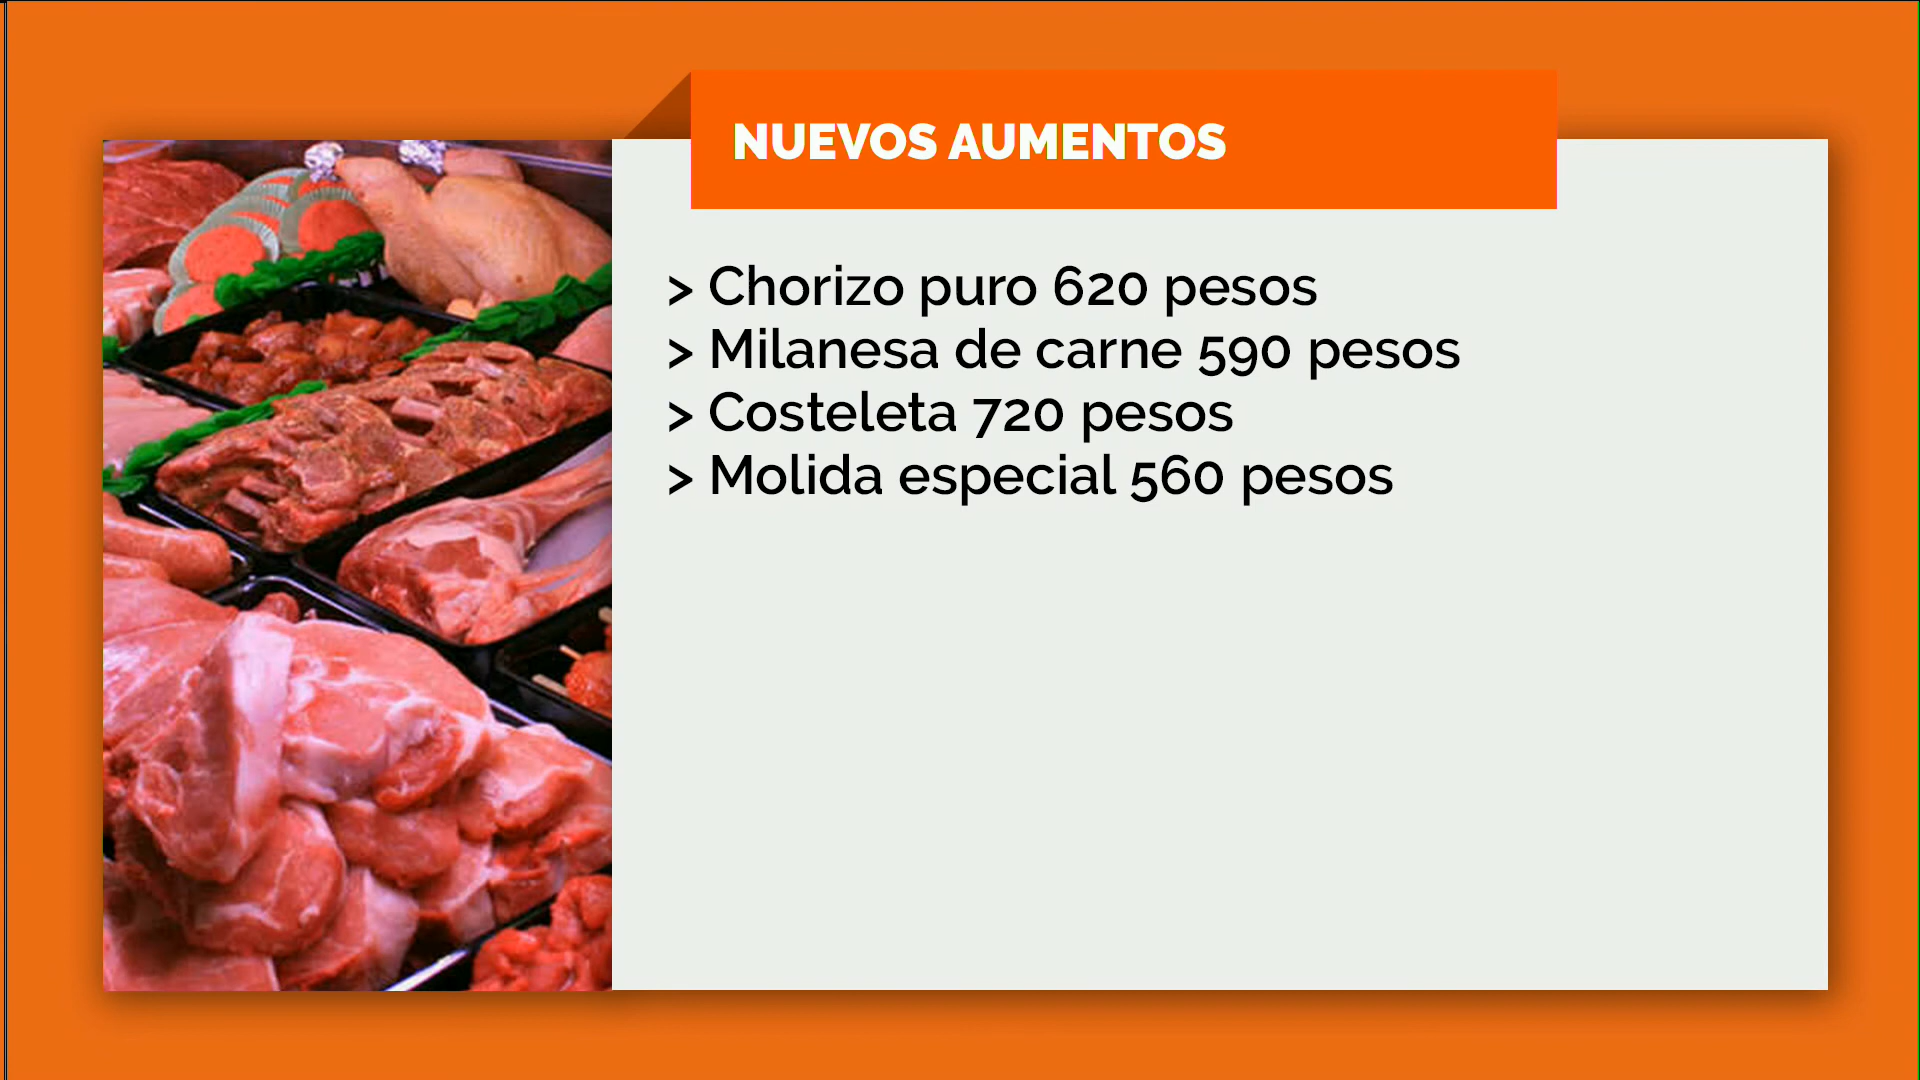 NUEVOS AUMENTOS
> Chorizo puro 620 pesos
> Milanesa de carne 590 pesos
> Costeleta 720 pesos
> Molida especial 560 pesos